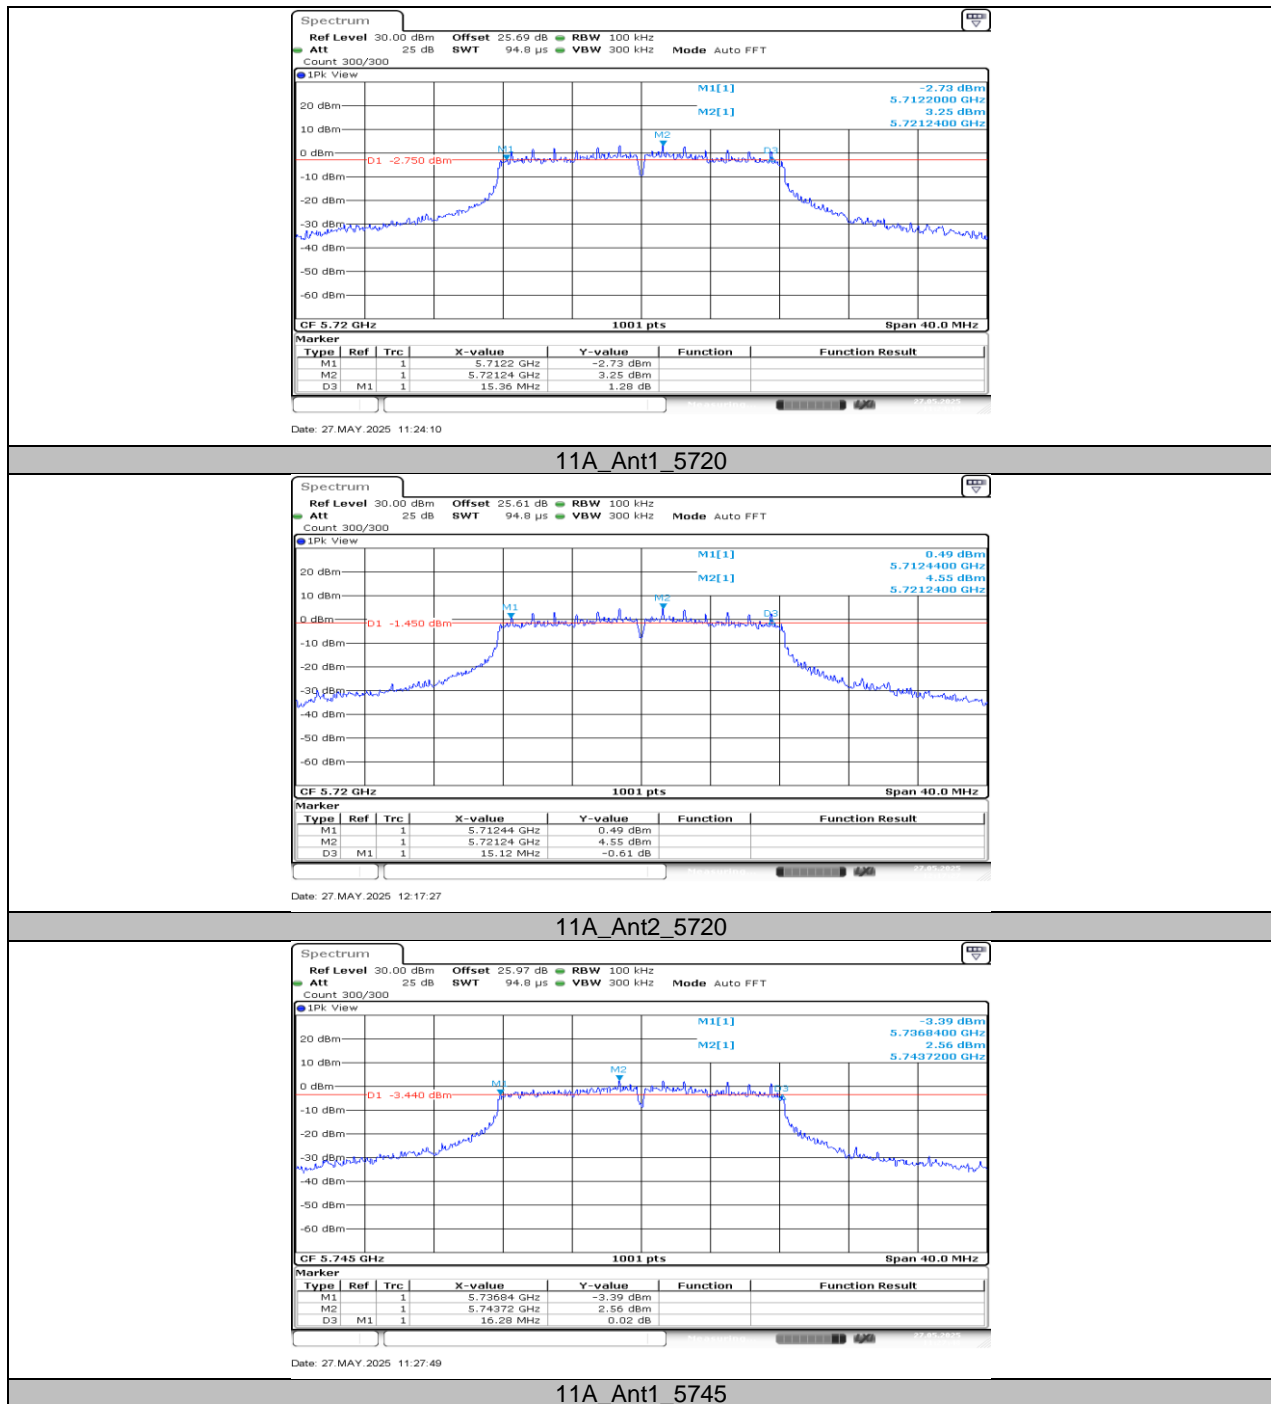 Spectrum
Ref Level 30.00 dBm Offset 25.69 dB RBW 100 kHz
Att 25 dB SWT 94.8 µs VBW 300 kHz Mode Auto FFT
Count 300/300
1Pk View
M1[1] -2.73 dBm
5.7122000 GHz
20 dBm
M2[1] 3.25 dBm
5.7212400 GHz
10 dBm
M2
0 dBm
M1
D3
D1 -2.750 dBm
-10 dBm
-20 dBm
-30 dBm
-40 dBm
-50 dBm
-60 dBm
CF 5.72 GHz 1001 pts Span 40.0 MHz
Marker
Type Ref Trc X-value Y-value Function Function Result
M1 1 5.7122 GHz -2.73 dBm
M2 1 5.72124 GHz 3.25 dBm
D3 M1 1 15.36 MHz 1.28 dB
27.05.2025
Date: 27.MAY.2025 11:24:10
11A_Ant1_5720
Spectrum
Ref Level 30.00 dBm Offset 25.61 dB RBW 100 kHz
Att 25 dB SWT 94.8 µs VBW 300 kHz Mode Auto FFT
Count 300/300
1Pk View
M1[1] 0.49 dBm
5.7124400 GHz
20 dBm
M2[1] 4.55 dBm
5.7212400 GHz
10 dBm
M2
M1
D3
0 dBm
D1 -1.450 dBm
-10 dBm
-20 dBm
-30 dBm
-40 dBm
-50 dBm
-60 dBm
CF 5.72 GHz 1001 pts Span 40.0 MHz
Marker
Type Ref Trc X-value Y-value Function Function Result
M1 1 5.71244 GHz 0.49 dBm
M2 1 5.72124 GHz 4.55 dBm
D3 M1 1 15.12 MHz -0.61 dB
27.05.2025
Date: 27.MAY.2025 12:17:27
11A_Ant2_5720
Spectrum
Ref Level 30.00 dBm Offset 25.97 dB RBW 100 kHz
Att 25 dB SWT 94.8 µs VBW 300 kHz Mode Auto FFT
Count 300/300
1Pk View
M1[1] -3.39 dBm
5.7368400 GHz
20 dBm
M2[1] 2.56 dBm
5.7437200 GHz
10 dBm
M2
0 dBm
M1
D3
D1 -3.440 dBm
-10 dBm
-20 dBm
-30 dBm
-40 dBm
-50 dBm
-60 dBm
CF 5.745 GHz 1001 pts Span 40.0 MHz
Marker
Type Ref Trc X-value Y-value Function Function Result
M1 1 5.73684 GHz -3.39 dBm
M2 1 5.74372 GHz 2.56 dBm
D3 M1 1 16.28 MHz 0.02 dB
27.05.2025
Date: 27.MAY.2025 11:27:49
11A_Ant1_5745